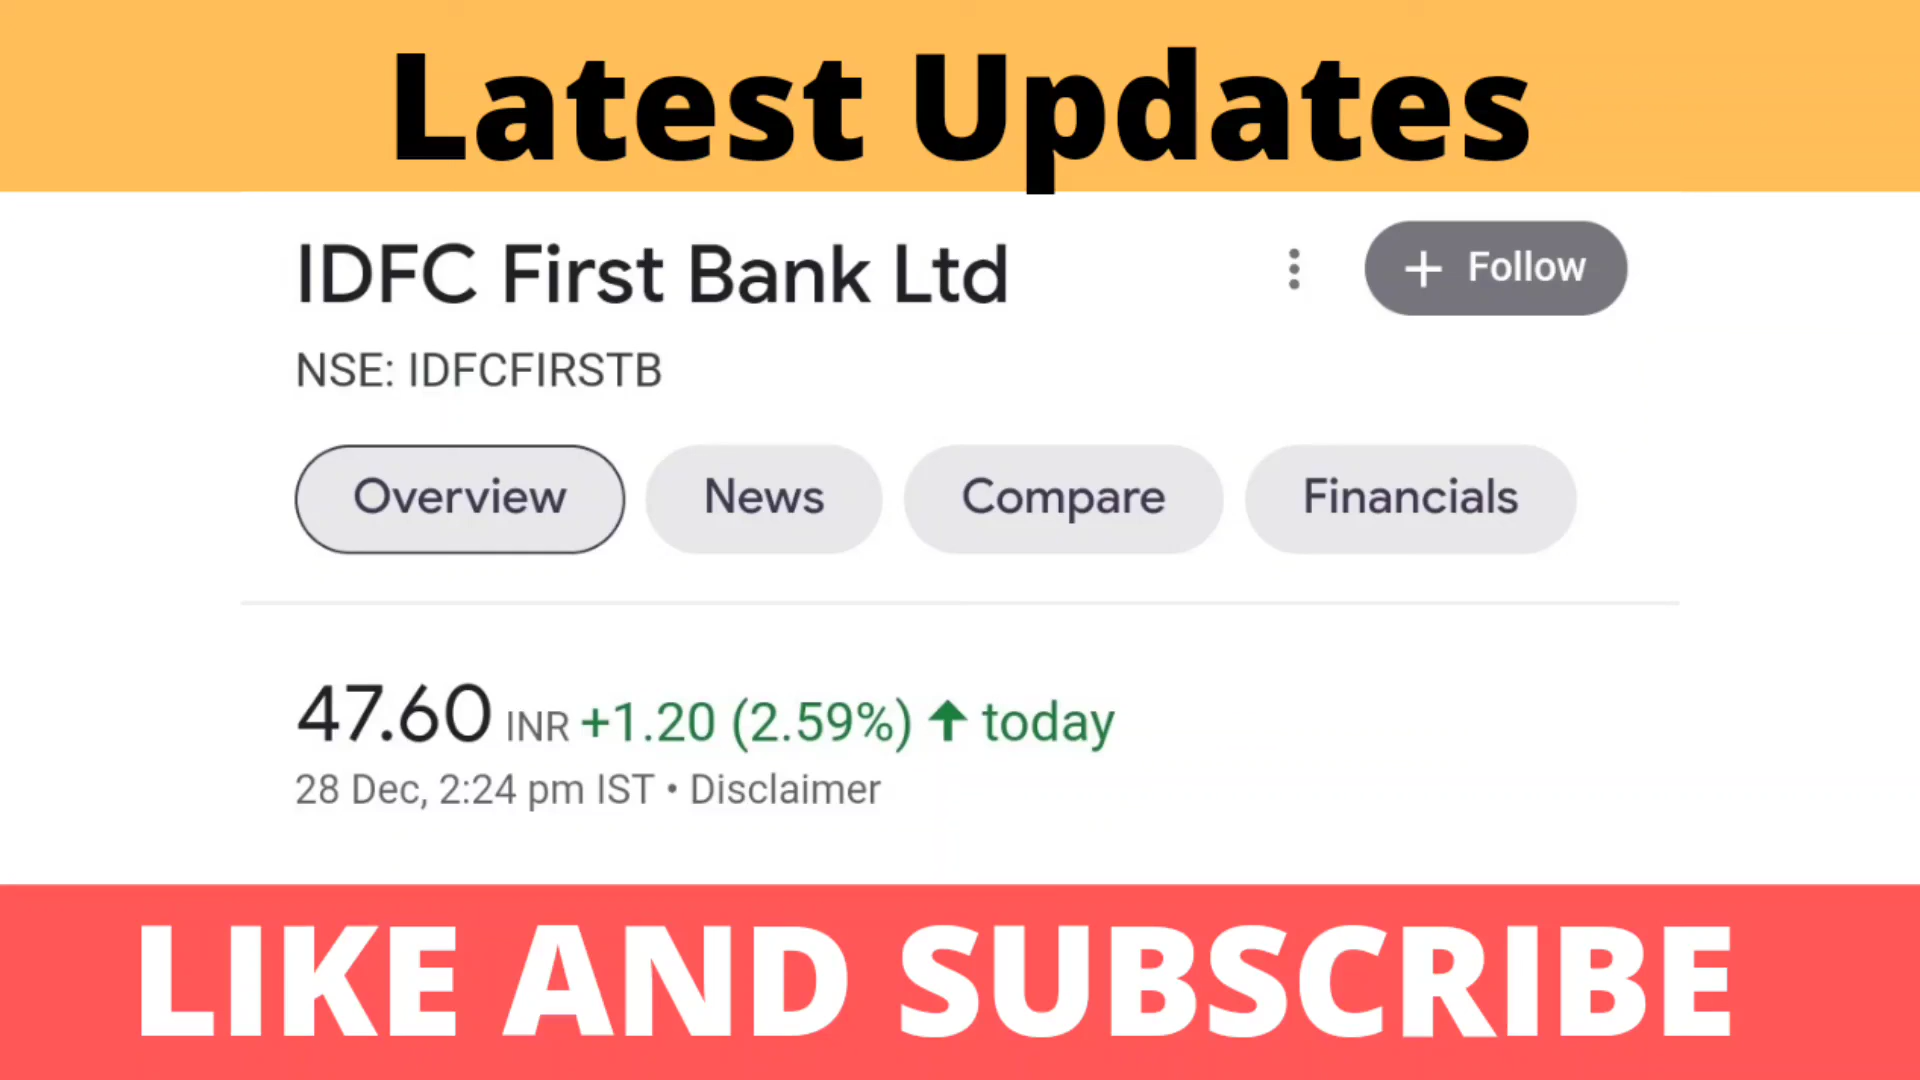 Latest Updates
IDFC First Bank Ltd
+ Follow
NSE: IDFCFIRSTB
Overview News Compare Financials
47.60 INR +1.20 (2.59%) ↑ today
28 Dec, 2:24 pm IST • Disclaimer
LIKE AND SUBSCRIBE